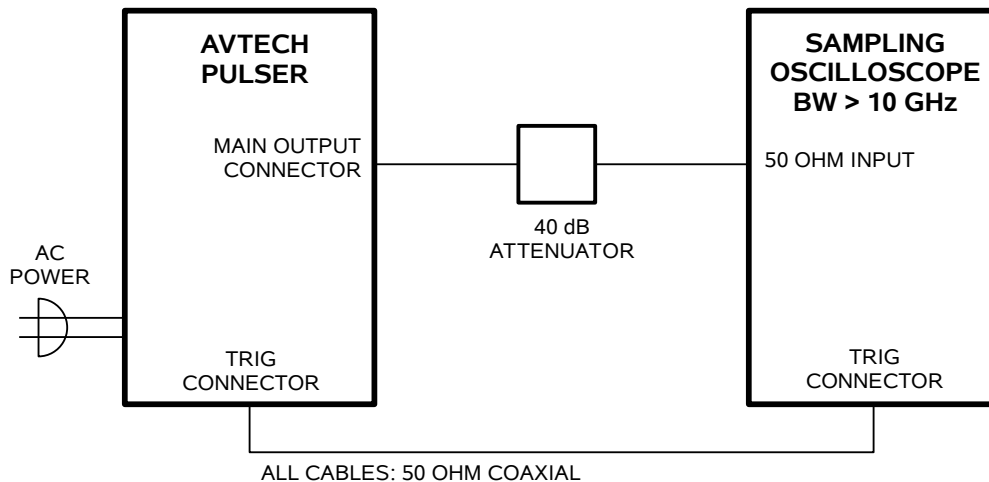 AVTECH
PULSER
MAIN OUTPUT
CONNECTOR
AC
POWER
TRIG
CONNECTOR
40 dB
ATTENUATOR
SAMPLING
OSCILLOSCOPE
BW > 10 GHz
50 OHM INPUT
TRIG
CONNECTOR
ALL CABLES: 50 OHM COAXIAL